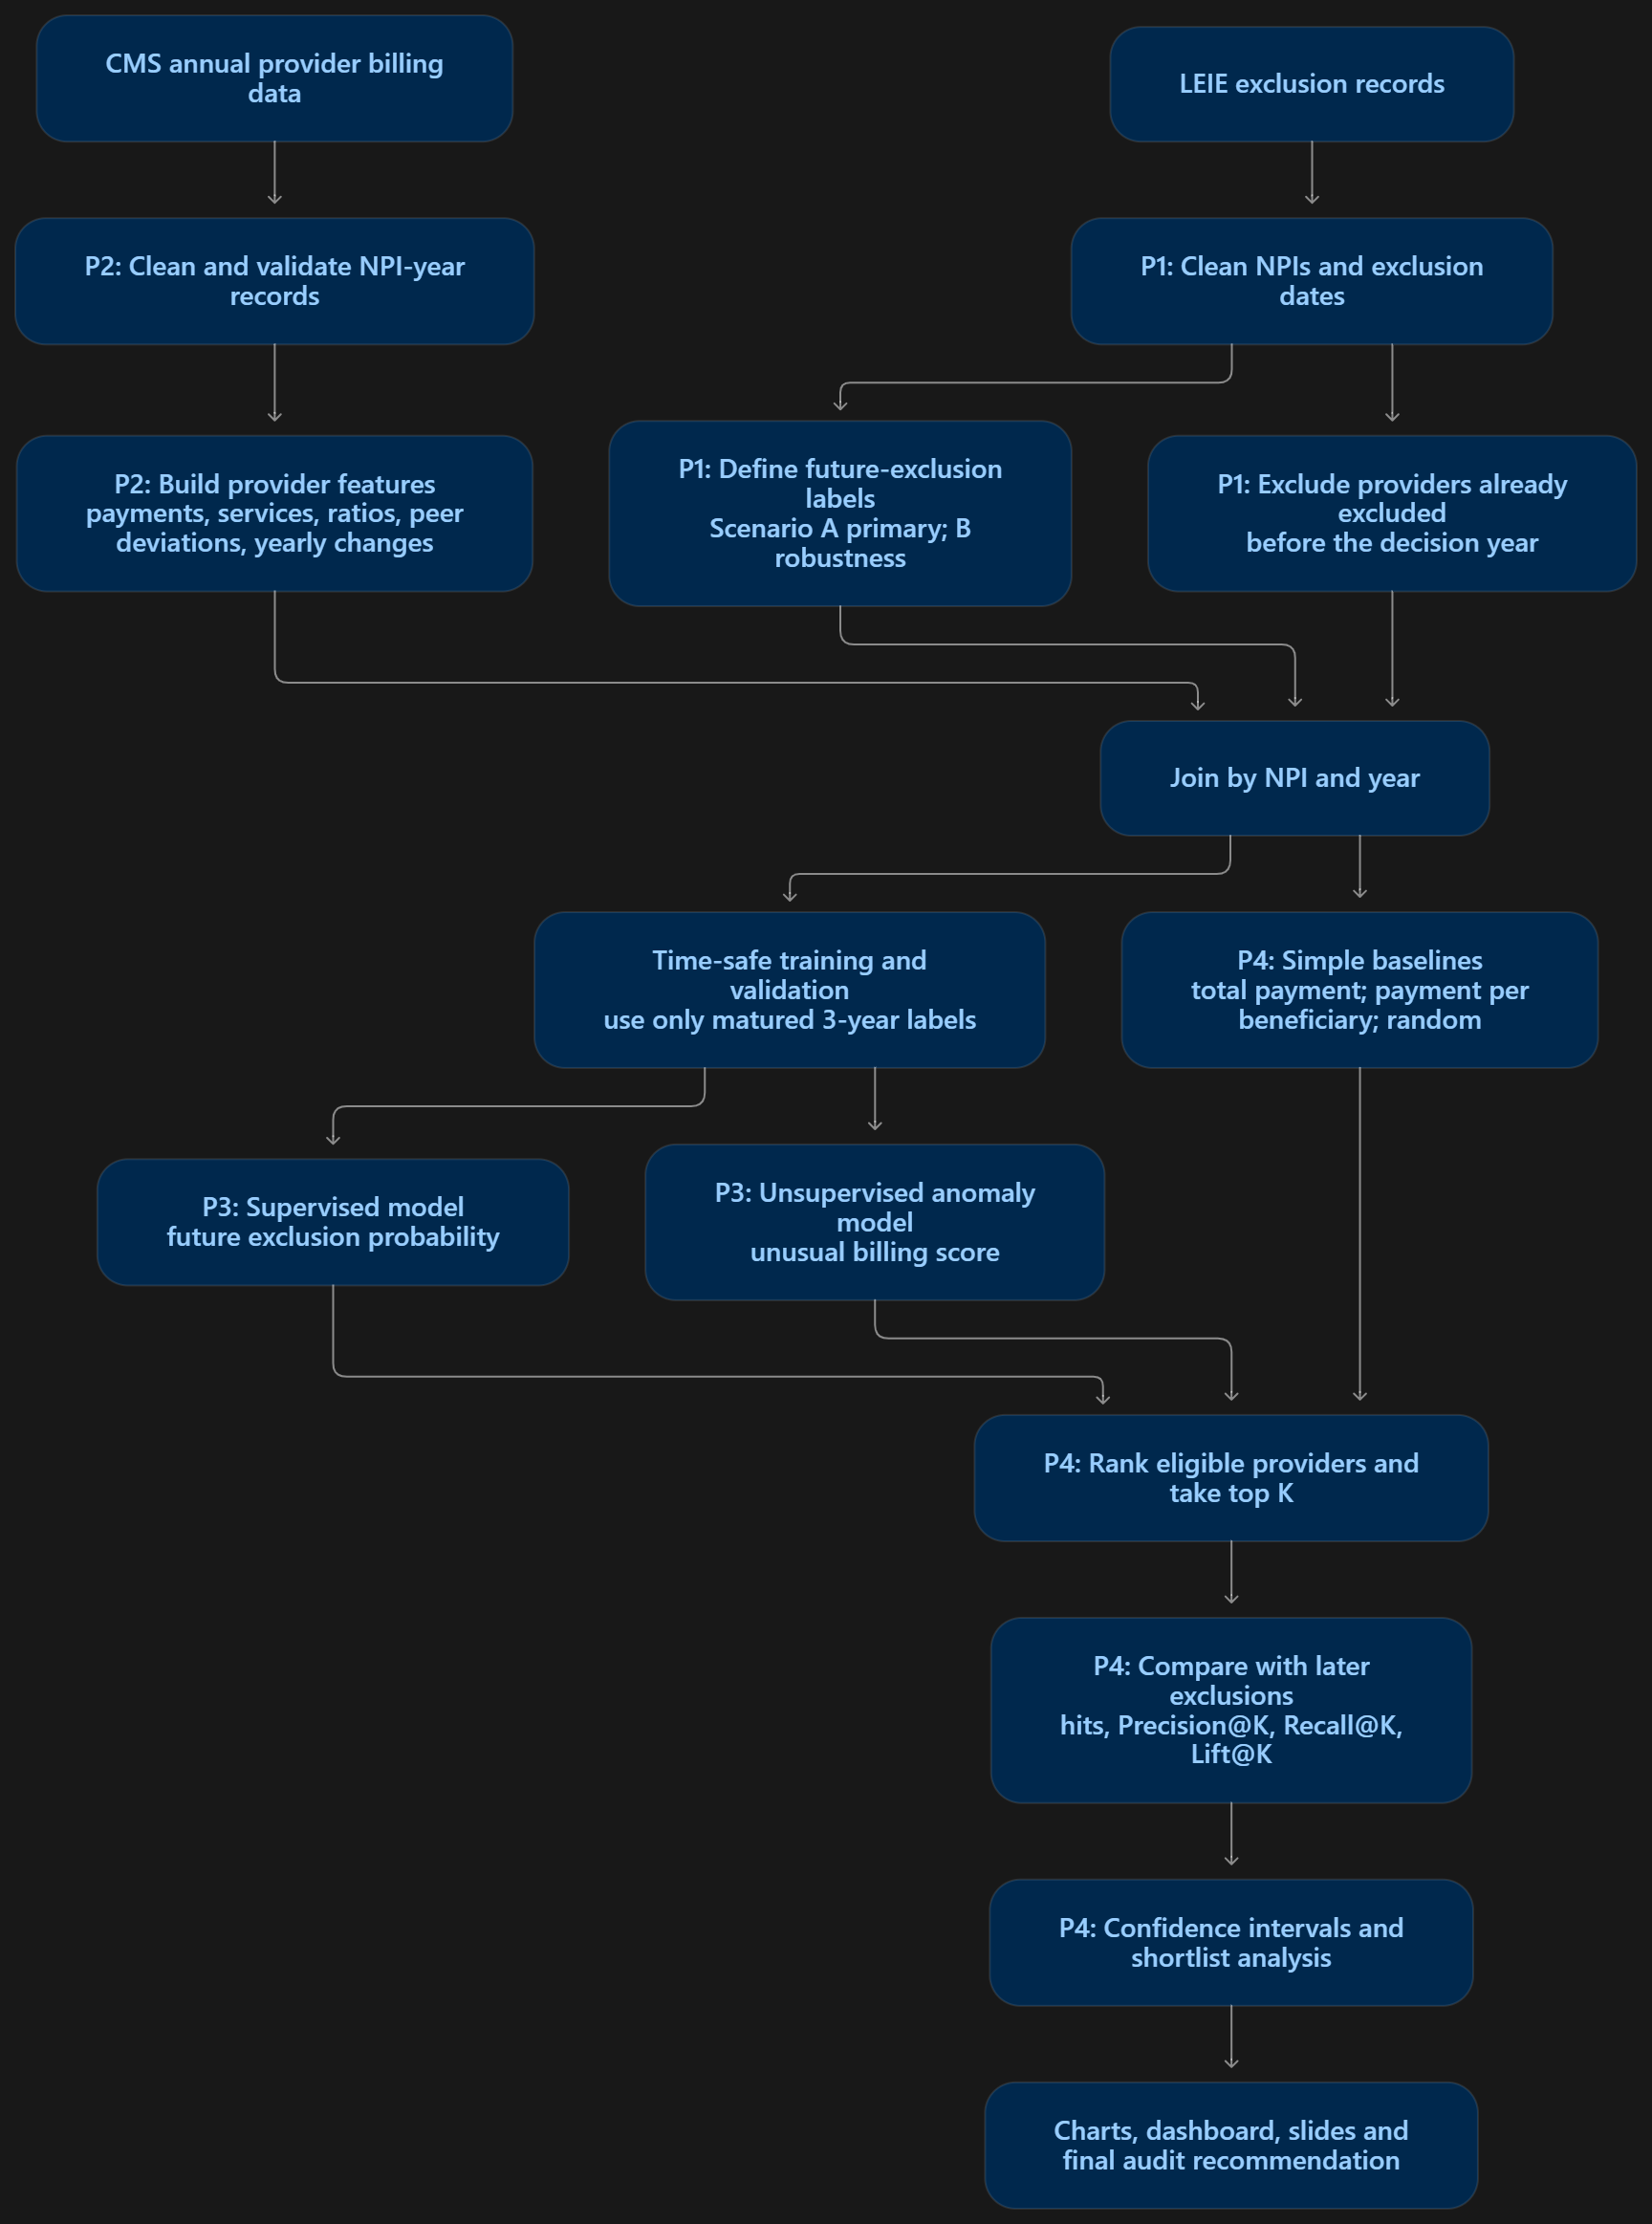 CMS annual provider billing
data
LEIE exclusion records
P2: Clean and validate NPI-year
records
P1: Clean NPIs and exclusion
dates
P2: Build provider features
payments, services, ratios, peer
deviations, yearly changes
P1: Define future-exclusion
labels
Scenario A primary; B
robustness
P1: Exclude providers already
excluded
before the decision year
Join by NPI and year
Time-safe training and
validation
use only matured 3-year labels
P4: Simple baselines
total payment; payment per
beneficiary; random
P3: Supervised model
future exclusion probability
P3: Unsupervised anomaly
model
unusual billing score
P4: Rank eligible providers and
take top K
P4: Compare with later
exclusions
hits, Precision@K, Recall@K,
Lift@K
P4: Confidence intervals and
shortlist analysis
Charts, dashboard, slides and
final audit recommendation